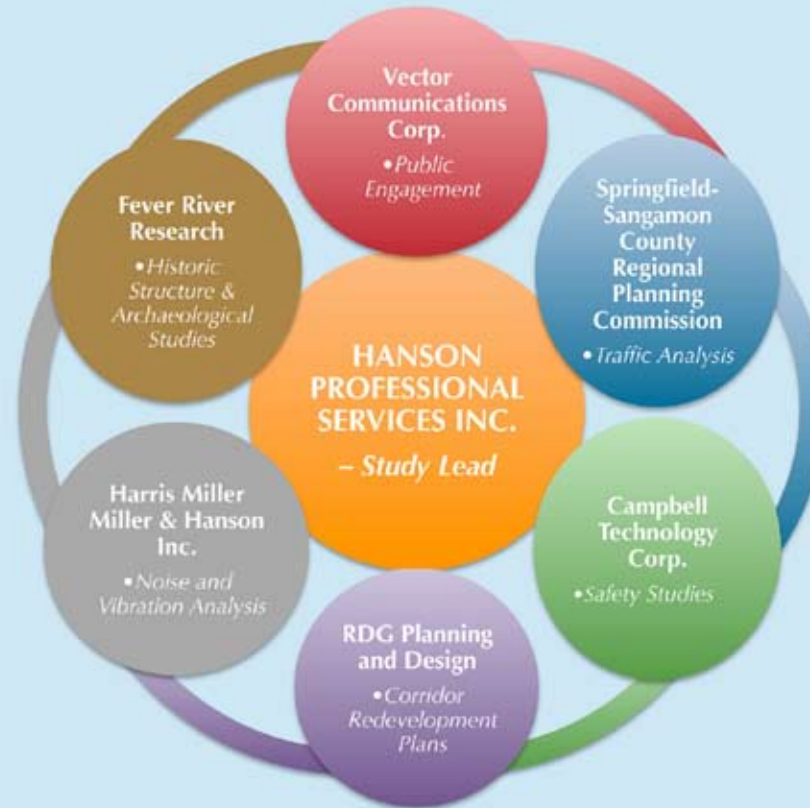 Vector
Communications
Corp.
•Public
Engagement
Springfield-
Sangamon
County
Regional
Planning
Commission
•Traffic Analysis
Campbell
Technology
Corp.
•Safety Studies
RDG Planning
and Design
•Corridor
Redevelopment
Plans
Harris Miller
Miller & Hanson
Inc.
•Noise and
Vibration Analysis
Fever River
Research
•Historic
Structure &
Archaeological
Studies
HANSON
PROFESSIONAL
SERVICES INC.
– Study Lead